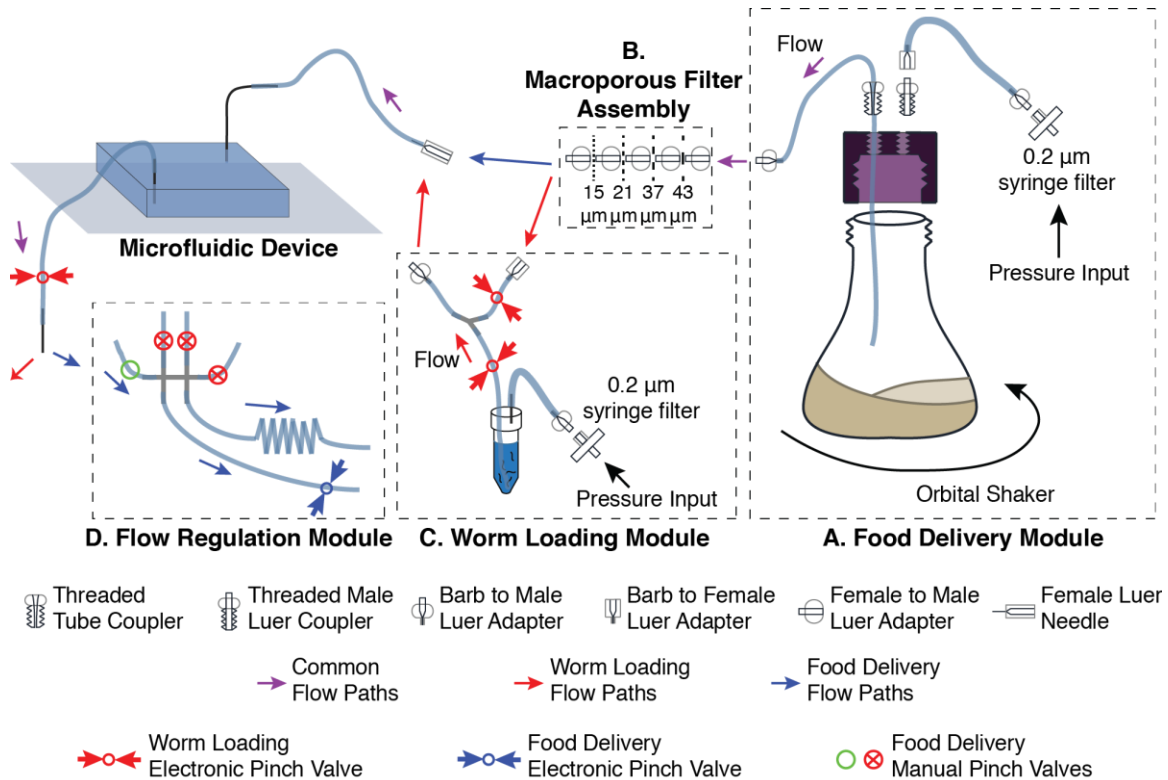 B.
Macroporous Filter
Assembly
15 21 37 43
µm µm µm µm
Flow
0.2 µm
syringe filter
Pressure Input
Orbital Shaker
A. Food Delivery Module
Microfluidic Device
Flow
0.2 µm
syringe filter
Pressure Input
C. Worm Loading Module
D. Flow Regulation Module
Threaded
Tube Coupler
Threaded Male
Luer Coupler
Barb to Male
Luer Adapter
Barb to Female
Luer Adapter
Female to Male
Luer Adapter
Female Luer
Needle
Common
Flow Paths
Worm Loading
Flow Paths
Food Delivery
Flow Paths
Worm Loading
Electronic Pinch Valve
Food Delivery
Electronic Pinch Valve
Food Delivery
Manual Pinch Valves